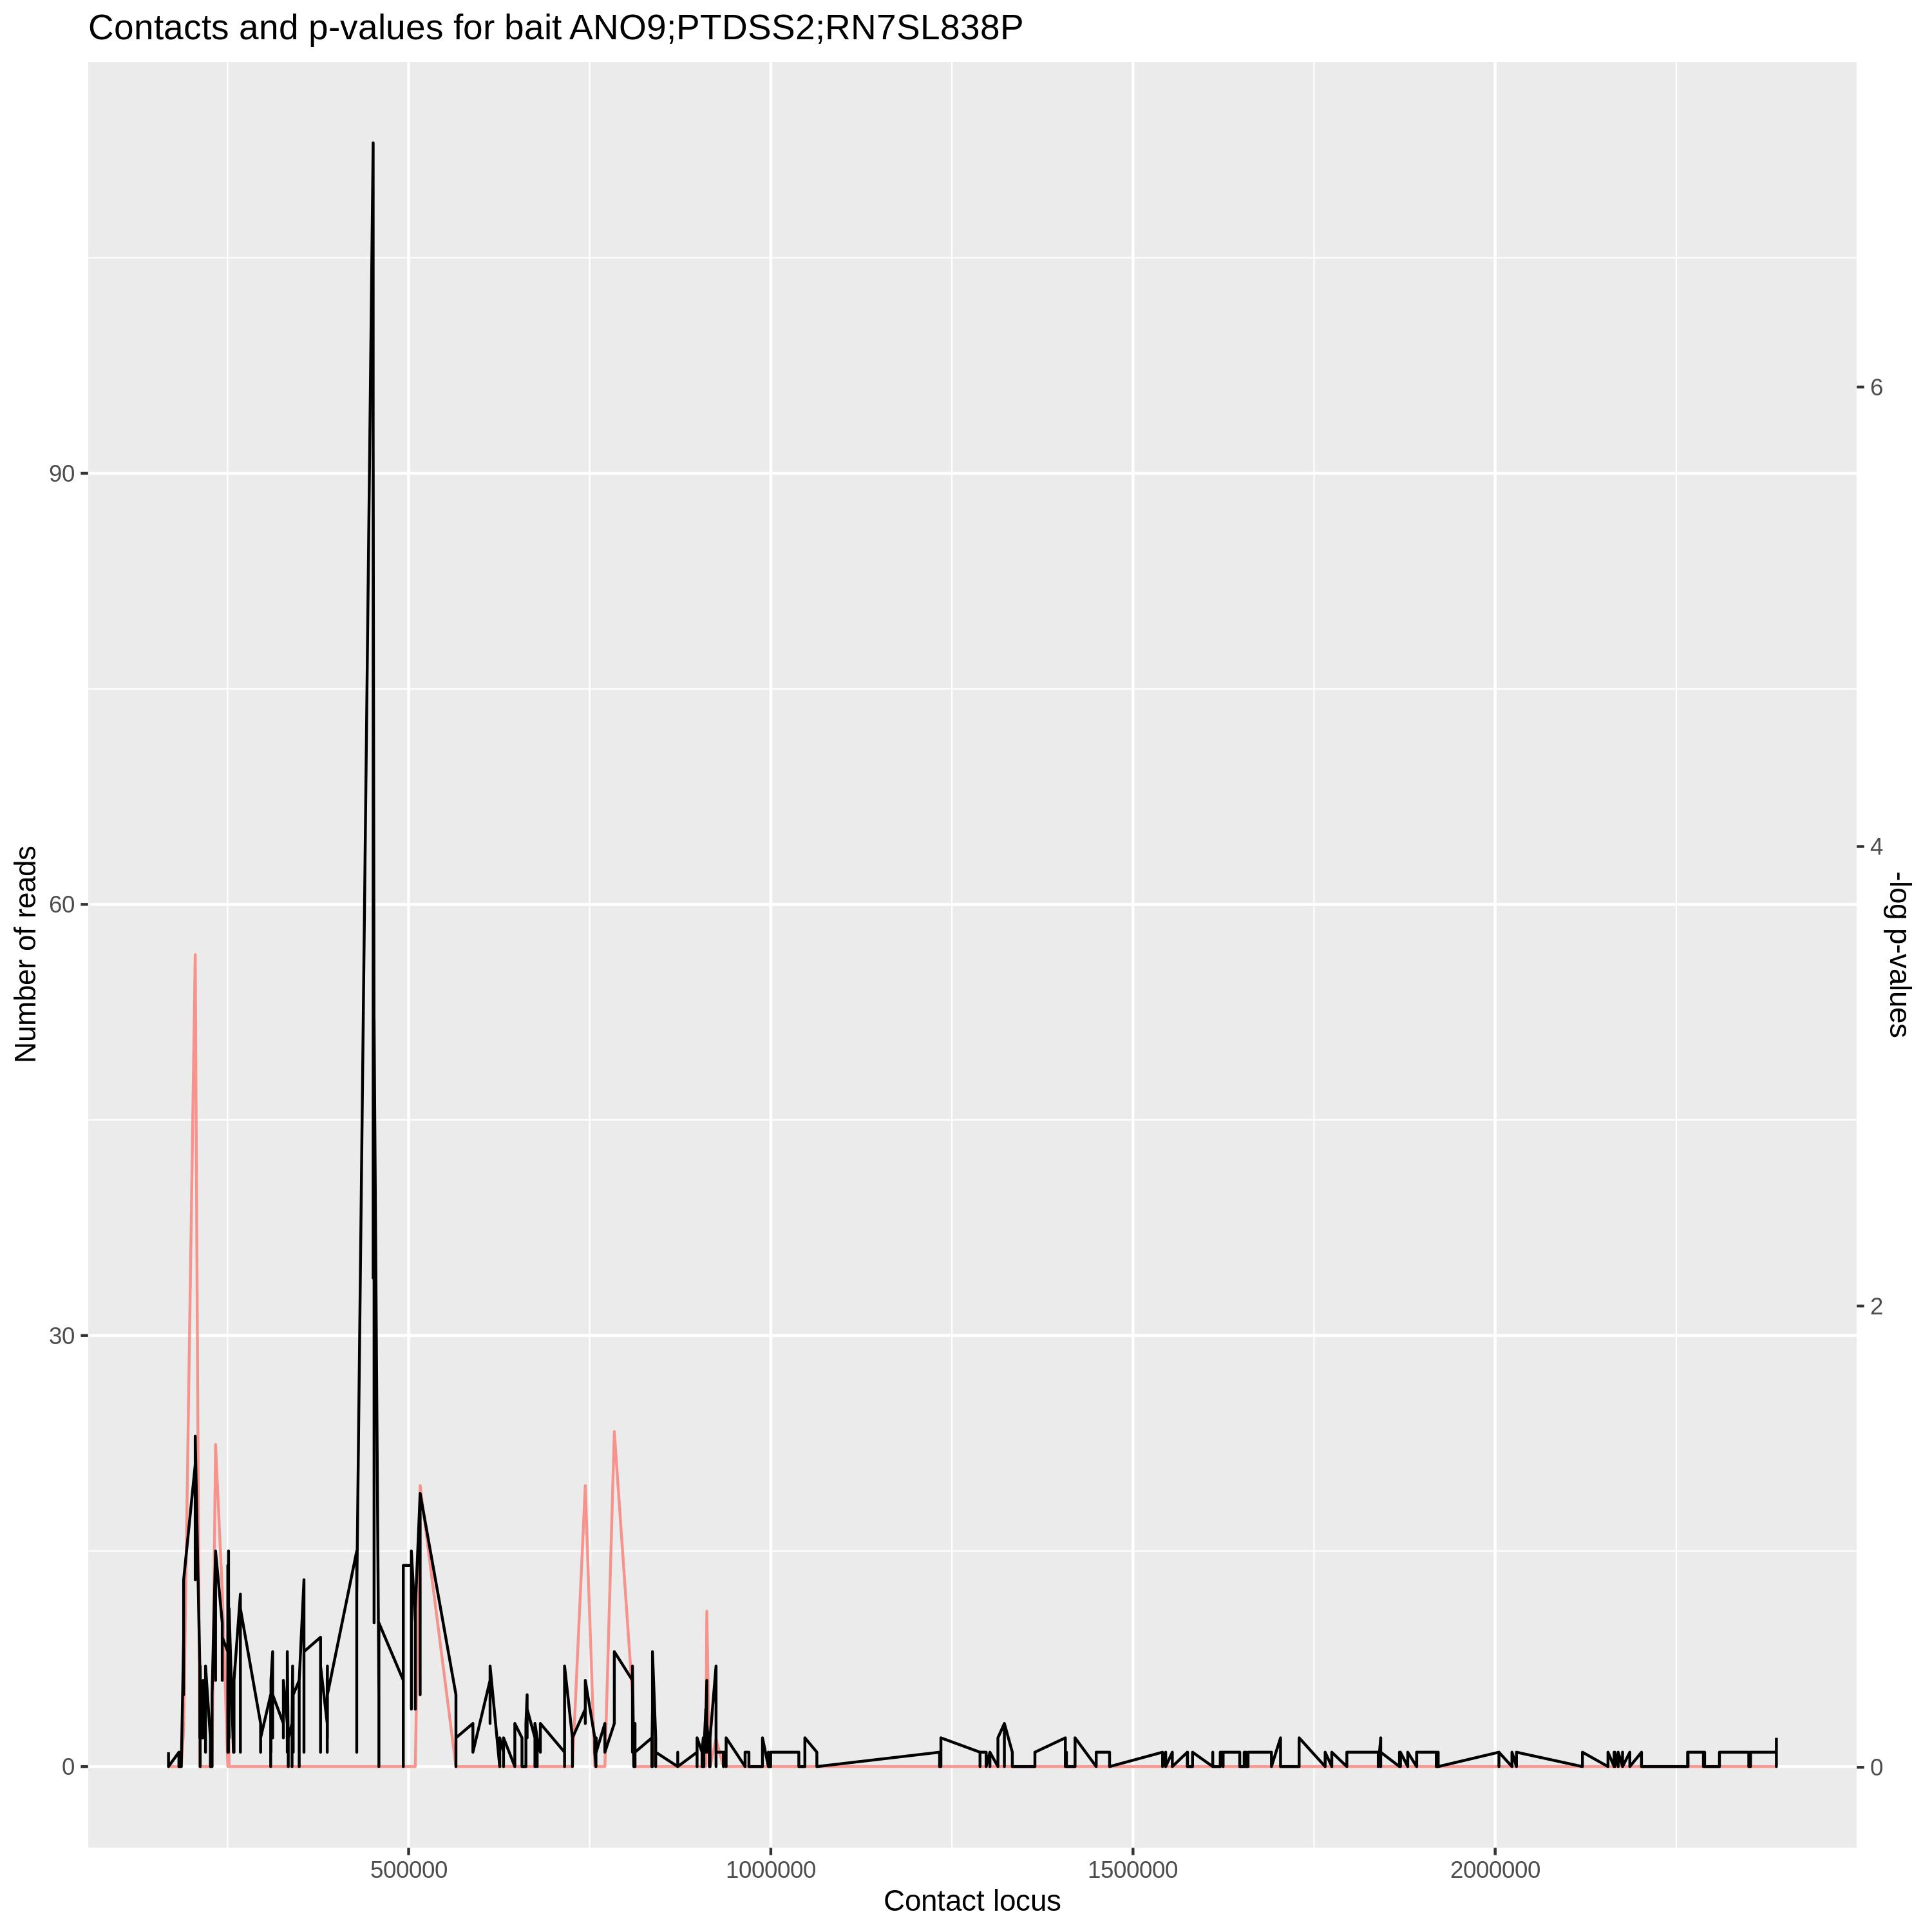 Contacts and p-values for bait ANO9;PTDSS2;RN7SL838P
Number of reads
90
60
30
0
6
4
2
0
-log p-values
500000 1000000 1500000 2000000
Contact locus